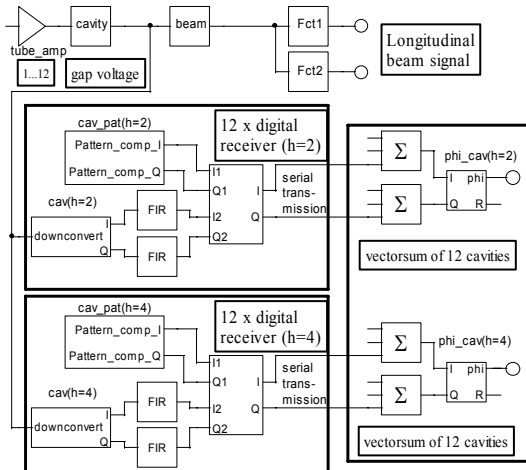 cavity
beam
Fct1
Longitudinal
beam signal
tube_amp
1...12
gap voltage
Fct2
cav_pat(h=2)
12 x digital
receiver (h=2)
Pattern_comp_I
Pattern_comp_Q
I1
Q1
I2
Q2
I
Q
serial
trans-
mission
cav(h=2)
downconvert
I
Q
FIR
FIR
Σ
Σ
phi_cav(h=2)
I
phi
Q
R
vectorsum of 12 cavities
cav_pat(h=4)
12 x digital
receiver (h=4)
Pattern_comp_I
Pattern_comp_Q
I1
Q1
I2
Q2
I
Q
serial
trans-
mission
cav(h=4)
downconvert
I
Q
FIR
FIR
Σ
Σ
phi_cav(h=4)
I
phi
Q
R
vectorsum of 12 cavities